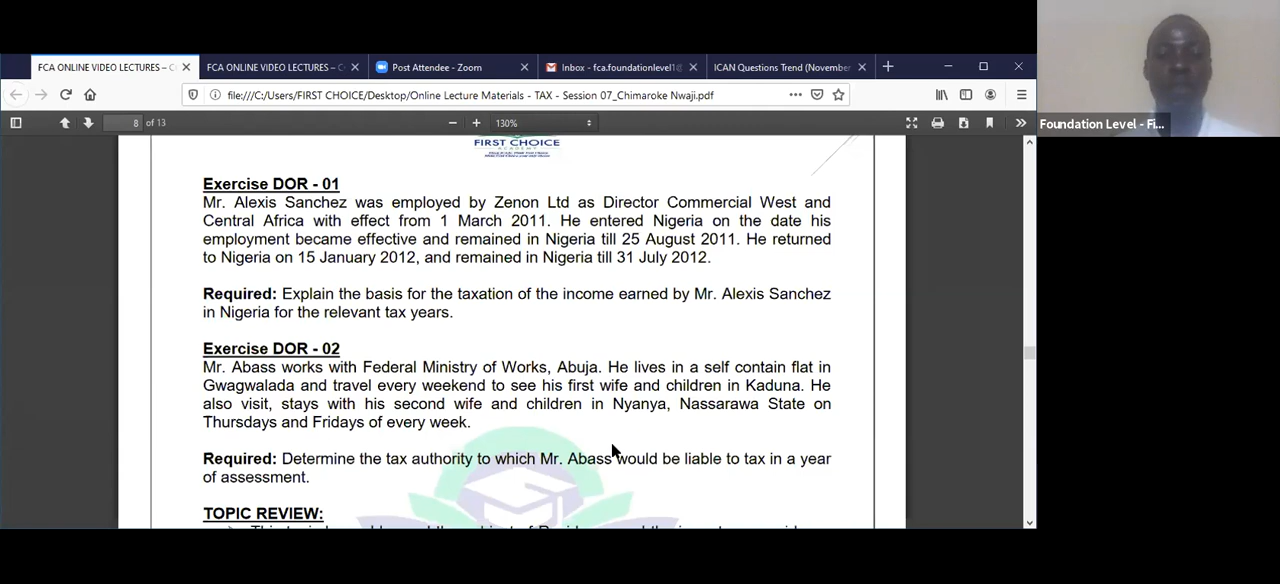 FCA ONLINE VIDEO LECTURES – C
FCA ONLINE VIDEO LECTURES – C
Post Attendee - Zoom
Inbox - fca.foundationlevel1@
ICAN Questions Trend (November
file:///C:/Users/FIRST CHOICE/Desktop/Online Lecture Materials - TAX - Session 07_Chimaroke Nwaji.pdf
8 of 13
130%
Foundation Level - Fi...
FIRST CHOICE
Exercise DOR - 01
Mr. Alexis Sanchez was employed by Zenon Ltd as Director Commercial West and
Central Africa with effect from 1 March 2011. He entered Nigeria on the date his
employment became effective and remained in Nigeria till 25 August 2011. He returned
to Nigeria on 15 January 2012, and remained in Nigeria till 31 July 2012.
Required: Explain the basis for the taxation of the income earned by Mr. Alexis Sanchez
in Nigeria for the relevant tax years.
Exercise DOR - 02
Mr. Abass works with Federal Ministry of Works, Abuja. He lives in a self contain flat in
Gwagwalada and travel every weekend to see his first wife and children in Kaduna. He
also visit, stays with his second wife and children in Nyanya, Nassarawa State on
Thursdays and Fridays of every week.
Required: Determine the tax authority to which Mr. Abass would be liable to tax in a year
of assessment.
TOPIC REVIEW: